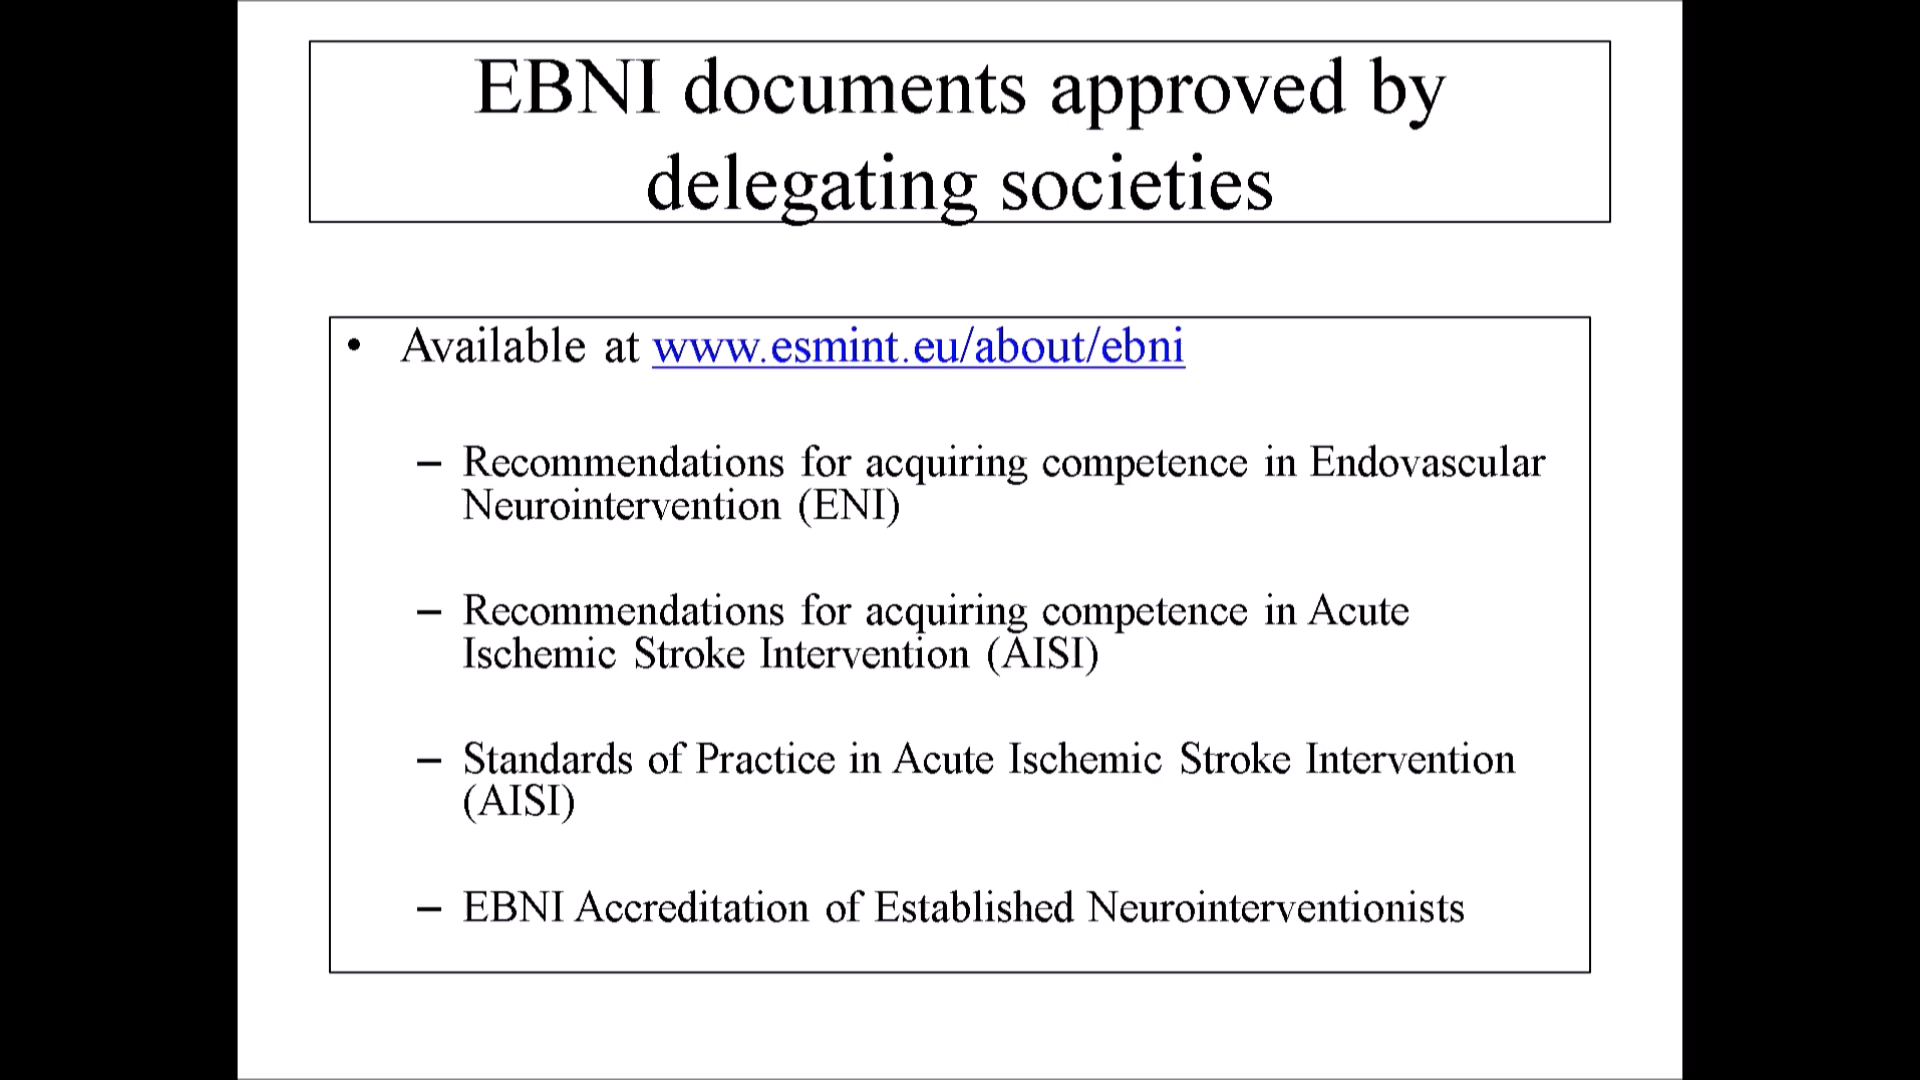 EBNI documents approved by
delegating societies
• Available at www.esmint.eu/about/ebni
– Recommendations for acquiring competence in Endovascular
Neurointervention (ENI)
– Recommendations for acquiring competence in Acute
Ischemic Stroke Intervention (AISI)
– Standards of Practice in Acute Ischemic Stroke Intervention
(AISI)
– EBNI Accreditation of Established Neurointerventionists